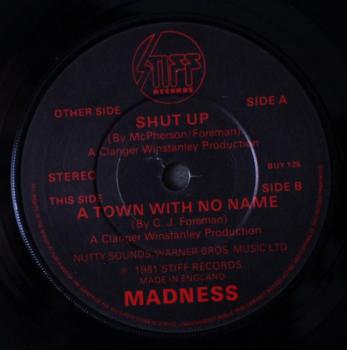 STIFF
RECORDS
OTHER SIDE
SIDE A
SHUT UP
(By McPherson/Foreman)
A Clanger Winstanley Production
STEREO
BUY 126
THIS SIDE
SIDE B
A TOWN WITH NO NAME
(By C. J. Foreman)
A Clanger Winstanley Production
NUTTY SOUNDS/WARNER BROS. MUSIC LTD
℗ 1981 STIFF RECORDS
MADE IN ENGLAND
MADNESS